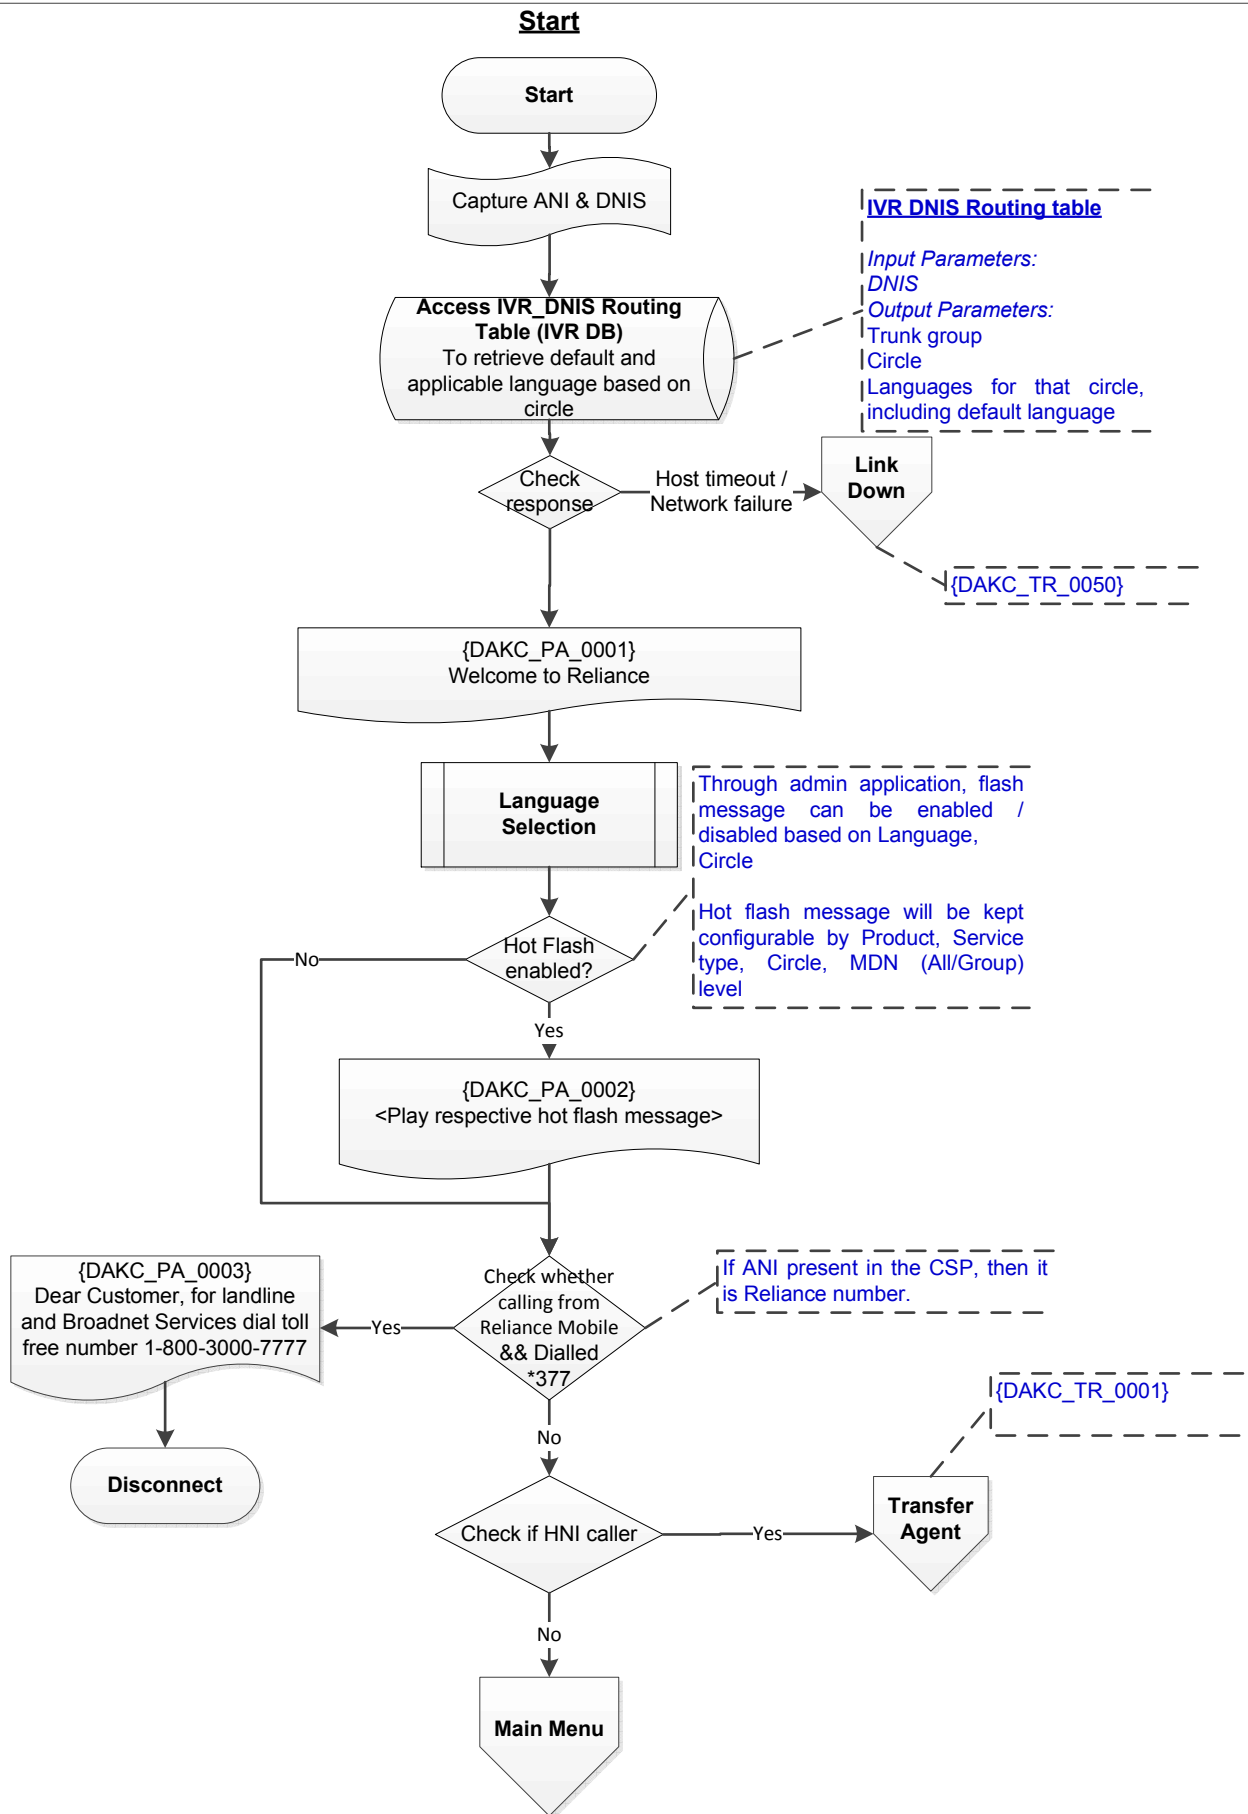 Start
Start
Capture ANI & DNIS
IVR DNIS Routing table
Input Parameters:
DNIS
Output Parameters:
Trunk group
Circle
Languages for that circle,
including default language
Access IVR_DNIS Routing
Table (IVR DB)
To retrieve default and
applicable language based on
circle
Check
response
Host timeout /
Network failure
Link
Down
{DAKC_TR_0050}
{DAKC_PA_0001}
Welcome to Reliance
Language
Selection
Through admin application, flash
message can be enabled /
disabled based on Language,
Circle
Hot flash message will be kept
configurable by Product, Service
type, Circle, MDN (All/Group)
level
Hot Flash
enabled?
No
Yes
{DAKC_PA_0002}
<Play respective hot flash message>
Check whether
calling from
Reliance Mobile
&& Dialled
*377
If ANI present in the CSP, then it
is Reliance number.
Yes
{DAKC_PA_0003}
Dear Customer, for landline
and Broadnet Services dial toll
free number 1-800-3000-7777
Disconnect
No
Check if HNI caller
Yes
Transfer
Agent
{DAKC_TR_0001}
No
Main Menu